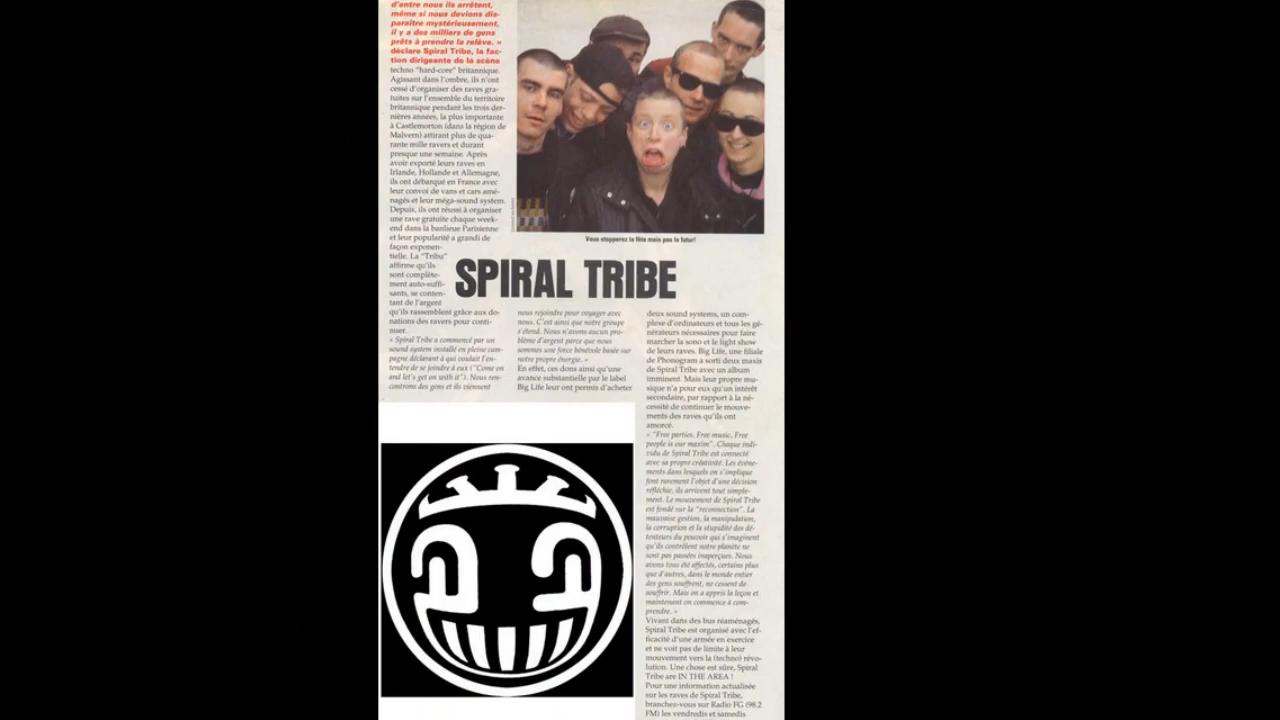 d'entre nous ils arrêtent,
même si nous devions dis-
paraître mystérieusement,
il y a des milliers de gens
prêts à prendre la relève. »
déclare Spiral Tribe, la fac-
tion dirigeante de la scène
techno "hard-core" britannique.
Agissant dans l'ombre, ils n'ont
cessé d'organiser des raves gra-
tuites sur l'ensemble du territoire
britannique pendant les trois der-
nières années, la plus importante
à Castlemorton (dans la région de
Malvern) attirant plus de qua-
rante mille ravers et durant
presque une semaine. Après
avoir exporté leurs raves en
Irlande, Hollande et Allemagne,
ils ont débarqué en France avec
leur convoi de vans et cars amé-
nagés et leur méga-sound system.
Depuis, ils ont réussi à organiser
une rave gratuite chaque week-
end dans la banlieue Parisienne
et leur popularité a grandi de
façon exponen-
tielle. La "Tribu"
affirme qu'ils
sont complète-
ment auto-suffi-
sants, se conten-
tant de l'argent
qu'ils rassemblent grâce aux do-
nations des ravers pour conti-
nuer.
« Spiral Tribe a commencé par un
sound system installé en pleine cam-
pagne déclarant à qui voulait l'en-
tendre de se joindre à eux ("Come on
and let's get on with it"). Nous ren-
controns des gens et ils viennent
Vous stopperez la fête mais pas le futur!
SPIRAL TRIBE
nous rejoindre pour voyager avec
nous. C'est ainsi que notre groupe
s'étend. Nous n'avons aucun pro-
blème d'argent parce que nous
sommes une force bénévole basée sur
notre propre énergie. »
En effet, ces dons ainsi qu'une
avance substantielle par le label
Big Life leur ont permis d'acheter
deux sound systems, un com-
plexe d'ordinateurs et tous les gé-
nérateurs nécessaires pour faire
marcher la sono et le light show
de leurs raves. Big Life, une filiale
de Phonogram a sorti deux maxis
de Spiral Tribe avec un album
imminent. Mais leur propre mu-
sique n'a pour eux qu'un intérêt
secondaire, par rapport à la né-
cessité de continuer le mouve-
ments des raves qu'ils ont
amorcé.
« "Free parties, Free music, Free
people is our maxim". Chaque indi-
vidu de Spiral Tribe est connecté
avec sa propre créativité. Les évène-
ments dans lesquels on s'implique
font rarement l'objet d'une décision
réfléchie, ils arrivent tout simple-
ment. Le mouvement de Spiral Tribe
est fondé sur la "reconnection". La
mauvaise gestion, la manipulation,
la corruption et la stupidité des dé-
tenteurs du pouvoir qui s'imaginent
qu'ils contrôlent notre planète ne
sont pas passées inaperçues. Nous
avons tous été affectés, certains plus
que d'autres, dans le monde entier
des gens souffrent, ne cessent de
souffrir. Mais on a appris la leçon et
maintenant on commence à com-
prendre. »
Vivant dans des bus réaménagés,
Spiral Tribe est organisé avec l'ef-
ficacité d'une armée en exercice
et ne voit pas de limite à leur
mouvement vers la (techno) révo-
lution. Une chose est sûre, Spiral
Tribe are IN THE AREA !
Pour une information actualisée
sur les raves de Spiral Tribe,
branchez-vous sur Radio FG (98.2
FM) les vendredis et samedis